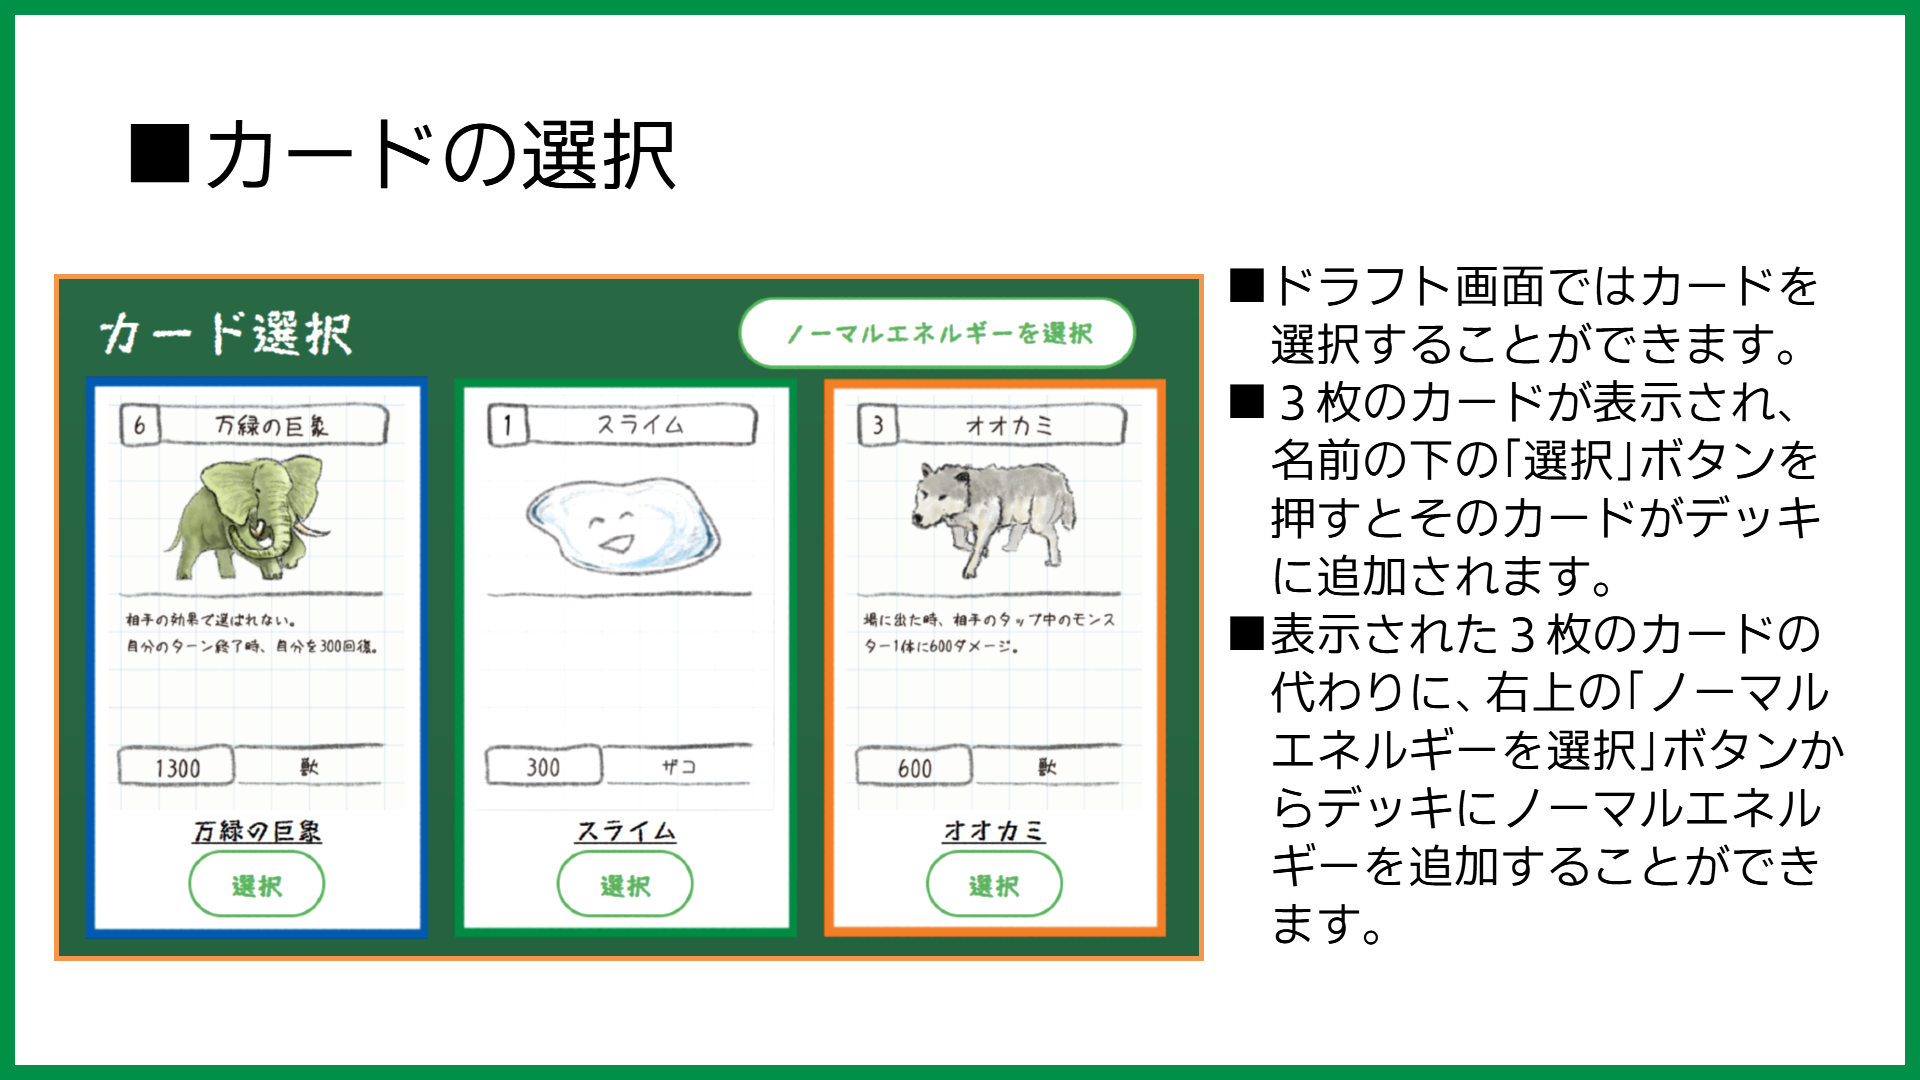 ■カードの選択
カード選択
ノーマルエネルギーを選択
6
万緑の巨象
相手の効果で選ばれない。
自分のターン終了時、自分を300回復。
1300
獣
万緑の巨象
選択
1
スライム
300
ザコ
スライム
選択
3
オオカミ
場に出た時、相手のタップ中のモンス
ター1体に600ダメージ。
600
獣
オオカミ
選択
■ドラフト画面ではカードを
選択することができます。
■３枚のカードが表示され、
名前の下の「選択」ボタンを
押すとそのカードがデッキ
に追加されます。
■表示された３枚のカードの
代わりに、右上の「ノーマル
エネルギーを選択」ボタンか
らデッキにノーマルエネル
ギーを追加することができ
ます。